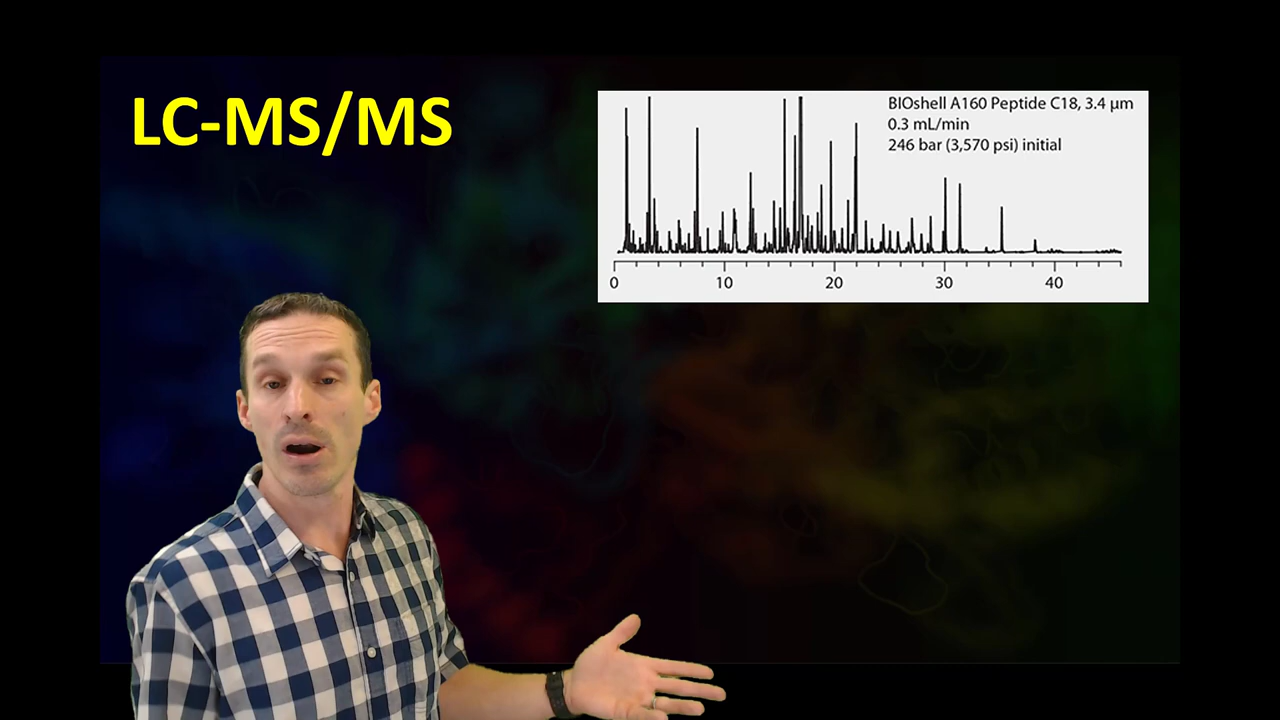 LC-MS/MS
BIOshell A160 Peptide C18, 3.4 µm
0.3 mL/min
246 bar (3,570 psi) initial
0 10 20 30 40